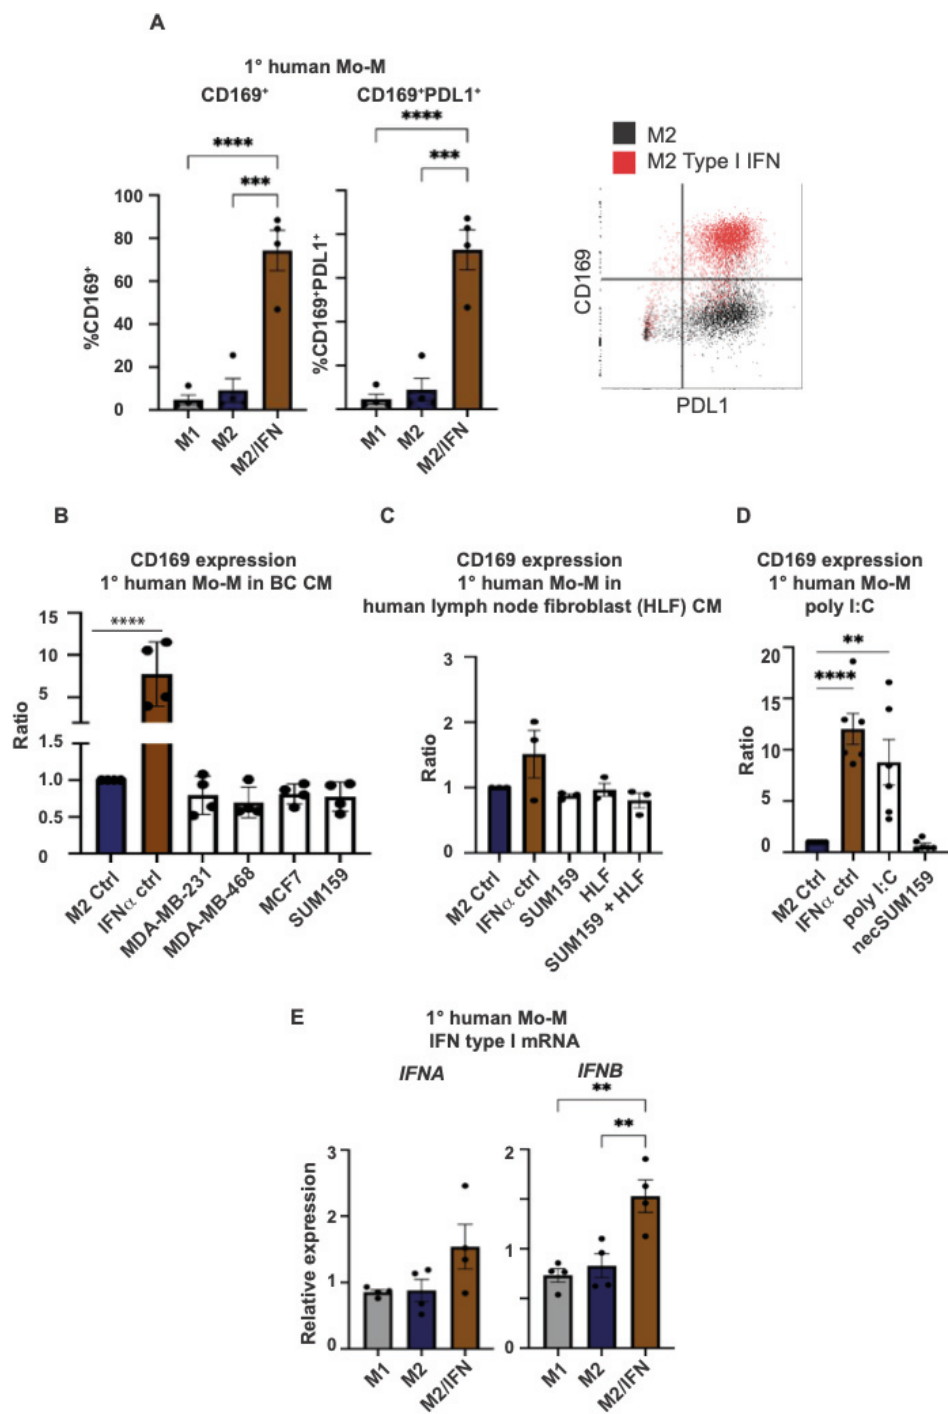 A
1° human Mo-M
CD169⁺
CD169⁺PDL1⁺
****
***
****
***
%CD169⁺
100
80
60
40
20
0
M1
M2
M2/IFN
%CD169⁺PDL1⁺
M1
M2
M2/IFN
M2
M2 Type I IFN
CD169
PDL1
B
CD169 expression
1° human Mo-M in BC CM
****
Ratio
15
10
5
1.5
1.0
0.5
0
M2 Ctrl
IFNα ctrl
MDA-MB-231
MDA-MB-468
MCF7
SUM159
C
CD169 expression
1° human Mo-M in
human lymph node fibroblast (HLF) CM
Ratio
3
2
1
0
M2 Ctrl
IFNα ctrl
SUM159
HLF
SUM159 + HLF
D
CD169 expression
1° human Mo-M
poly I:C
**
****
Ratio
20
15
10
5
0
M2 Ctrl
IFNα ctrl
poly I:C
necSUM159
E
1° human Mo-M
IFN type I mRNA
IFNA
IFNB
**
**
Relative expression
3
2
1
0
M1
M2
M2/IFN
2
1
0
M1
M2
M2/IFN